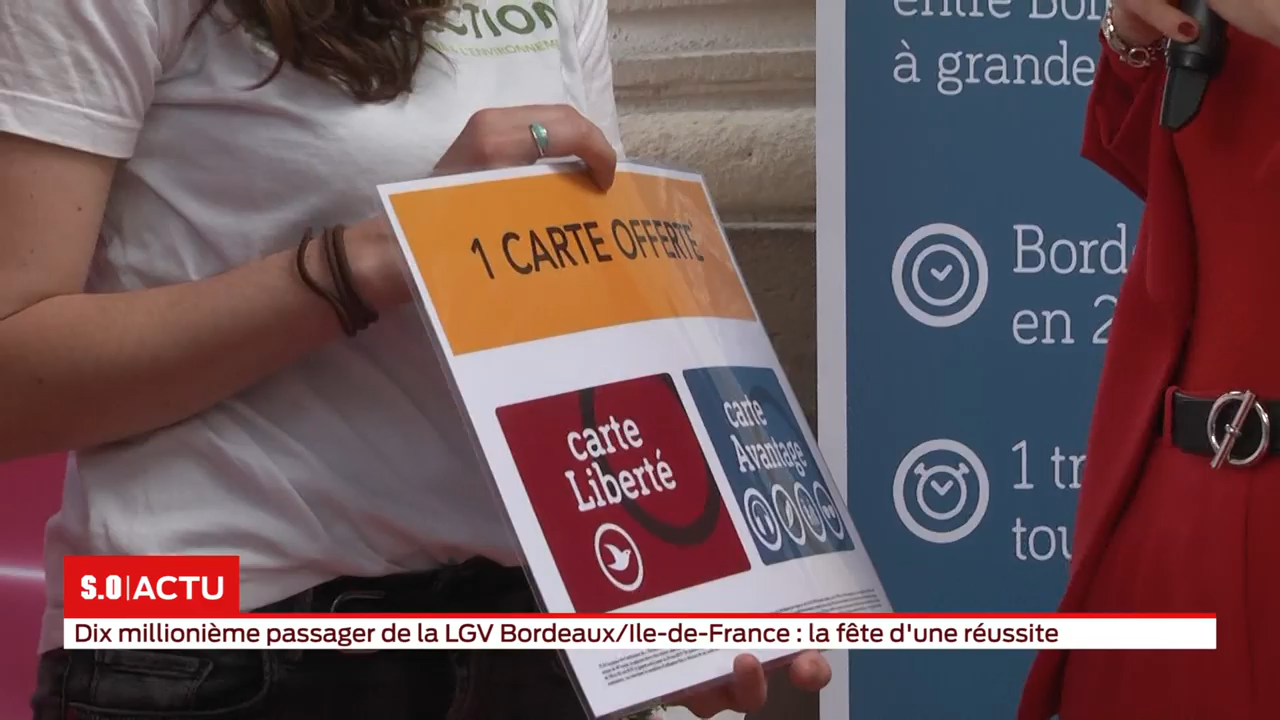 entre
à grande
1 CARTE OFFERTE
Bord
en 2
carte
Liberté
carte
Avantage
1 tr
tou
S.O|ACTU
Dix millionième passager de la LGV Bordeaux/Ile-de-France : la fête d'une réussite